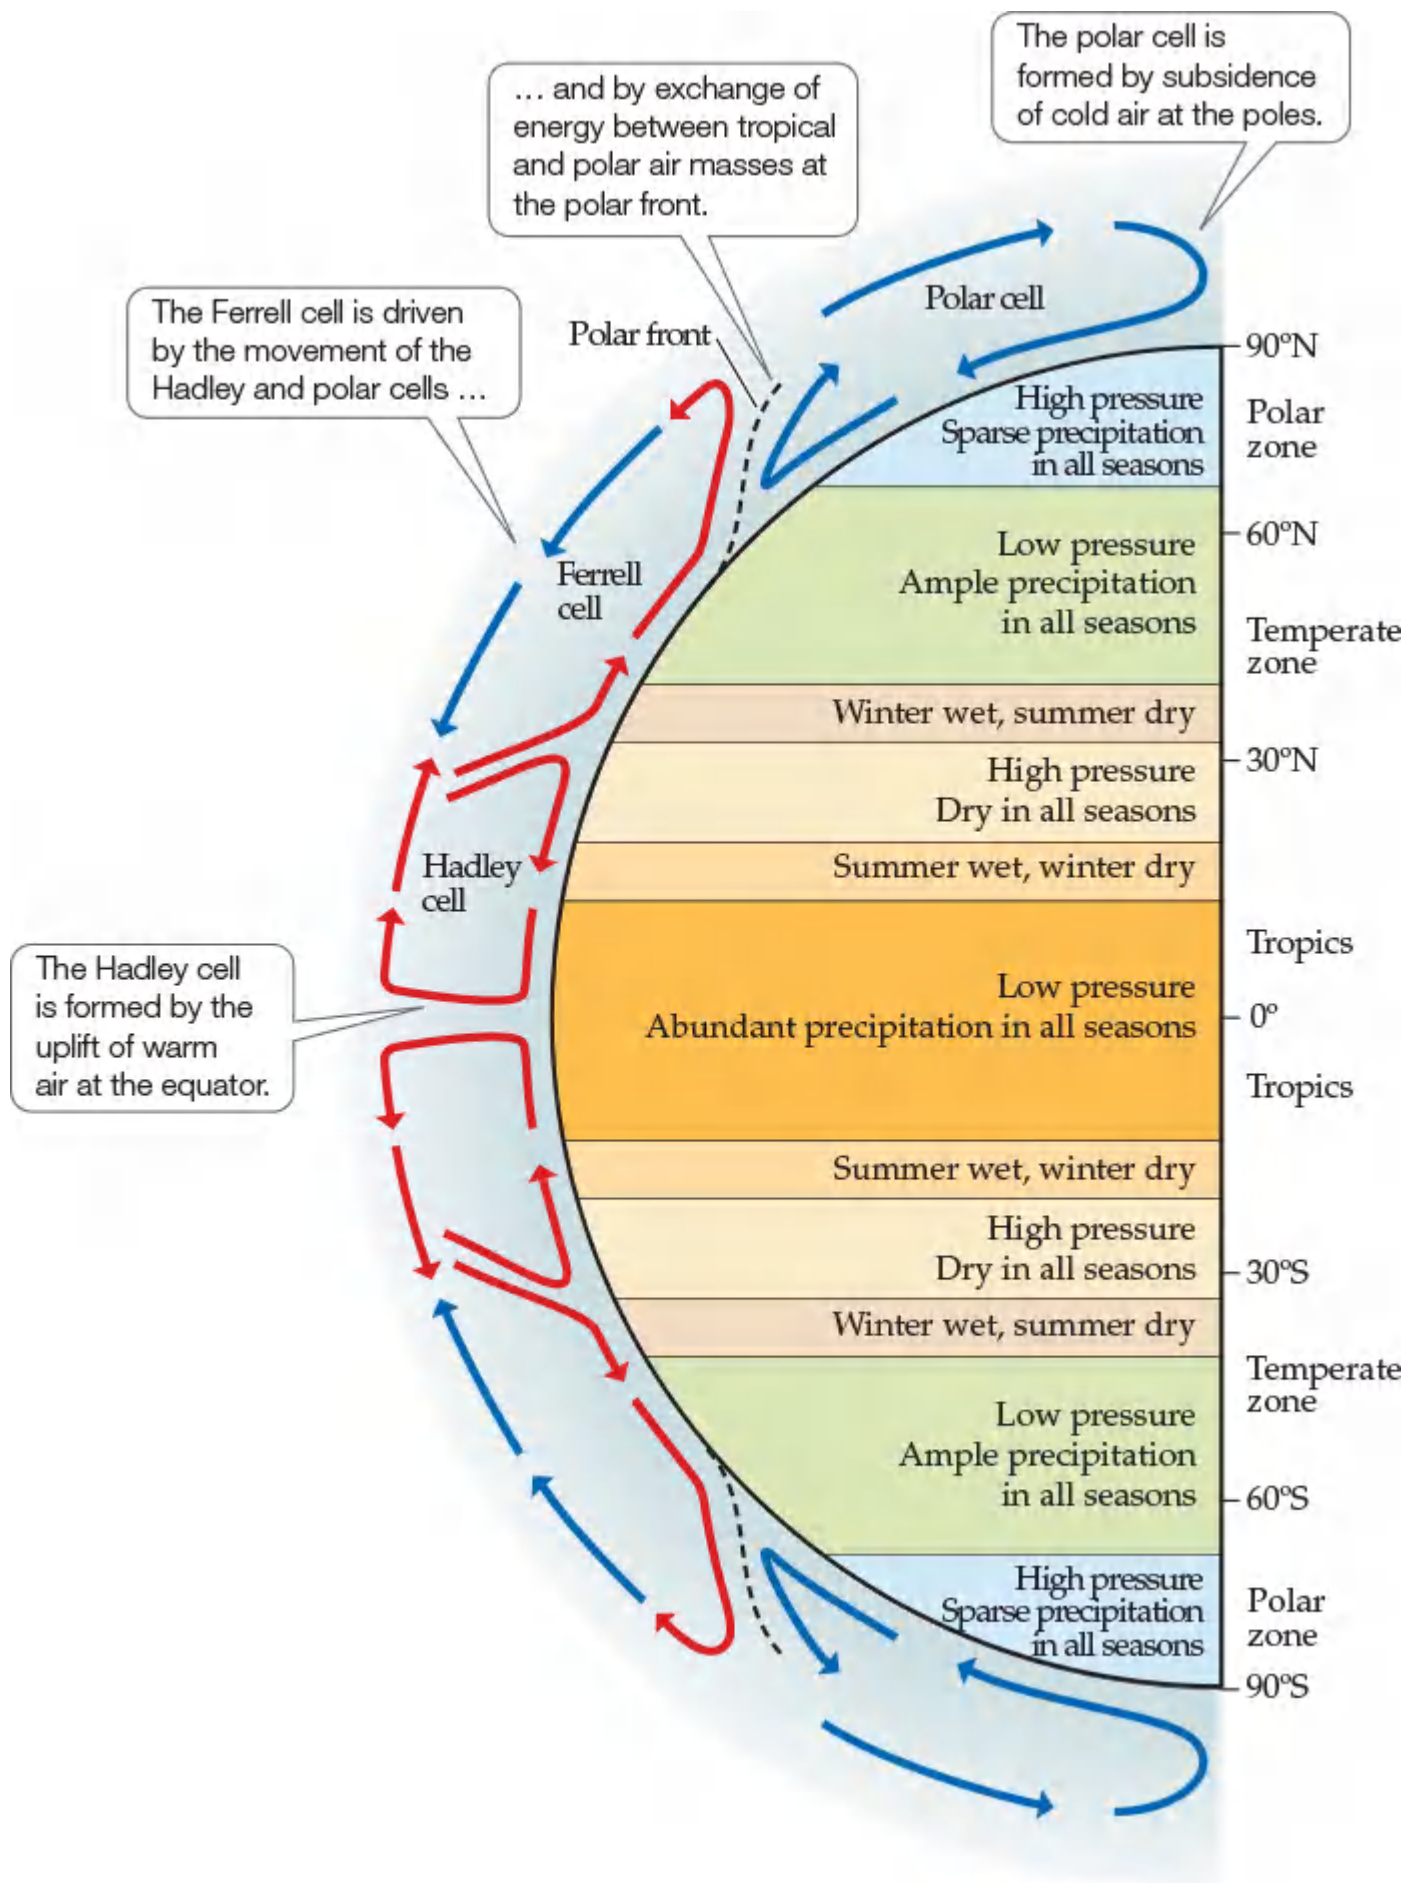 The polar cell is
formed by subsidence
of cold air at the poles.
… and by exchange of
energy between tropical
and polar air masses at
the polar front.
The Ferrell cell is driven
by the movement of the
Hadley and polar cells …
Polar front
Polar cell
90°N
High pressure
Sparse precipitation
in all seasons
Polar
zone
60°N
Low pressure
Ample precipitation
in all seasons
Ferrell
cell
Temperate
zone
Winter wet, summer dry
30°N
High pressure
Dry in all seasons
Hadley
cell
Summer wet, winter dry
Tropics
The Hadley cell
is formed by the
uplift of warm
air at the equator.
Low pressure
Abundant precipitation in all seasons
0°
Tropics
Summer wet, winter dry
High pressure
Dry in all seasons
30°S
Winter wet, summer dry
Temperate
zone
Low pressure
Ample precipitation
in all seasons
60°S
High pressure
Sparse precipitation
in all seasons
Polar
zone
90°S